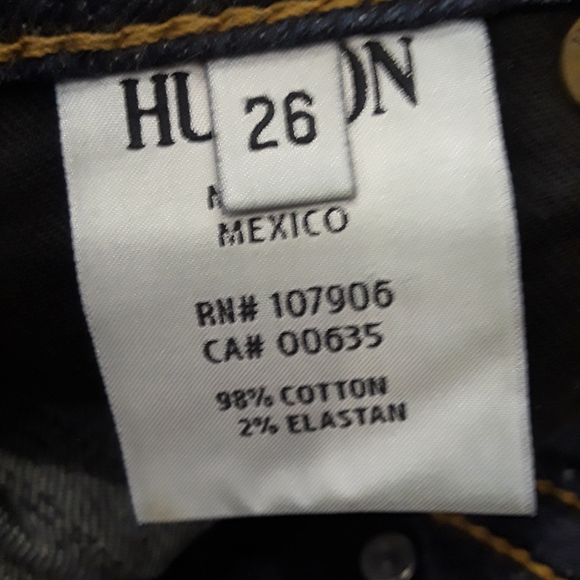 HU ON
26
MEXICO
RN# 107906
CA# 00635
98% COTTON
2% ELASTAN